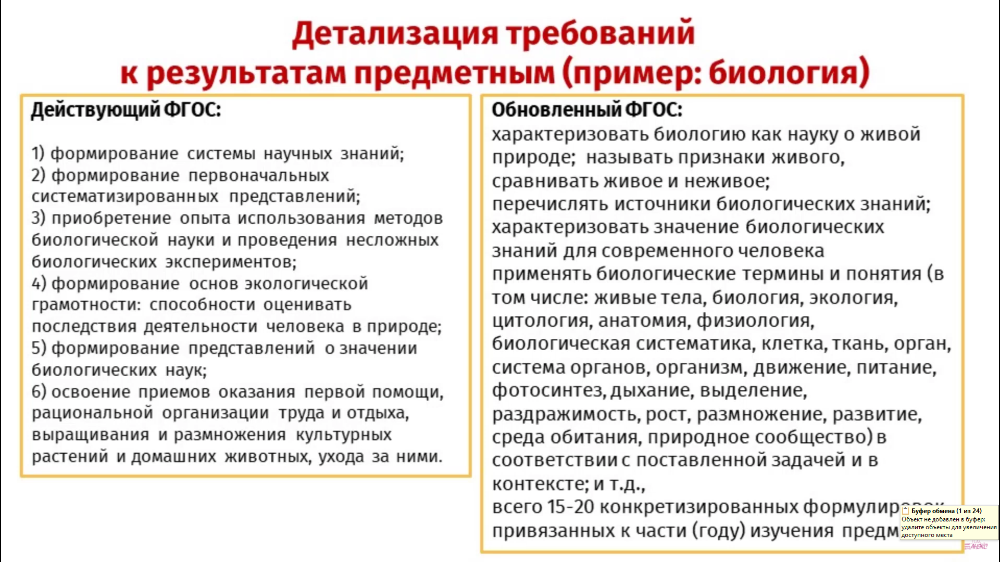 Детализация требований
к результатам предметным (пример: биология)
Действующий ФГОС:
1) формирование системы научных знаний;
2) формирование первоначальных
систематизированных представлений;
3) приобретение опыта использования методов
биологической науки и проведения несложных
биологических экспериментов;
4) формирование основ экологической
грамотности: способности оценивать
последствия деятельности человека в природе;
5) формирование представлений о значении
биологических наук;
6) освоение приемов оказания первой помощи,
рациональной организации труда и отдыха,
выращивания и размножения культурных
растений и домашних животных, ухода за ними.
Обновленный ФГОС:
характеризовать биологию как науку о живой
природе; называть признаки живого,
сравнивать живое и неживое;
перечислять источники биологических знаний;
характеризовать значение биологических
знаний для современного человека
применять биологические термины и понятия (в
том числе: живые тела, биология, экология,
цитология, анатомия, физиология,
биологическая систематика, клетка, ткань, орган,
система органов, организм, движение, питание,
фотосинтез, дыхание, выделение,
раздражимость, рост, размножение, развитие,
среда обитания, природное сообщество) в
соответствии с поставленной задачей и в
контексте; и т.д.,
всего 15-20 конкретизированных
привязанных к части (году) изучения
Буфер обмена (1 из 24)
Объект не добавлен в буфер:
удалите объекты для увеличения
доступного места
АНЭКС